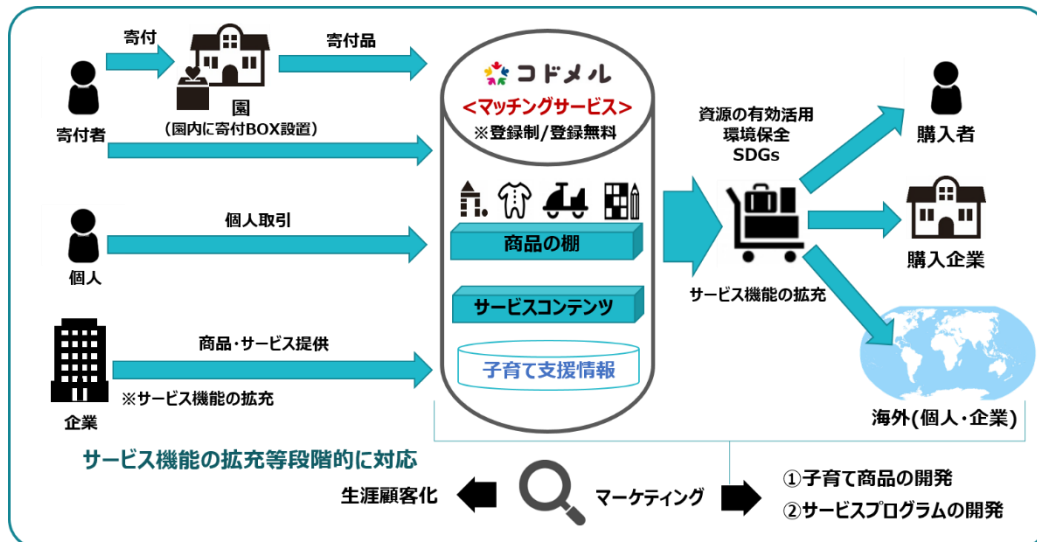 寄付
寄付品
寄付者
園
(園内に寄付BOX設置)
コドメル
<マッチングサービス>
※登録制/登録無料
個人取引
個人
商品の棚
サービスコンテンツ
子育て支援情報
商品・サービス提供
※サービス機能の拡充
企業
資源の有効活用
環境保全
SDGs
サービス機能の拡充
購入者
購入企業
海外(個人・企業)
サービス機能の拡充等段階的に対応
生涯顧客化
マーケティング
①子育て商品の開発
②サービスプログラムの開発